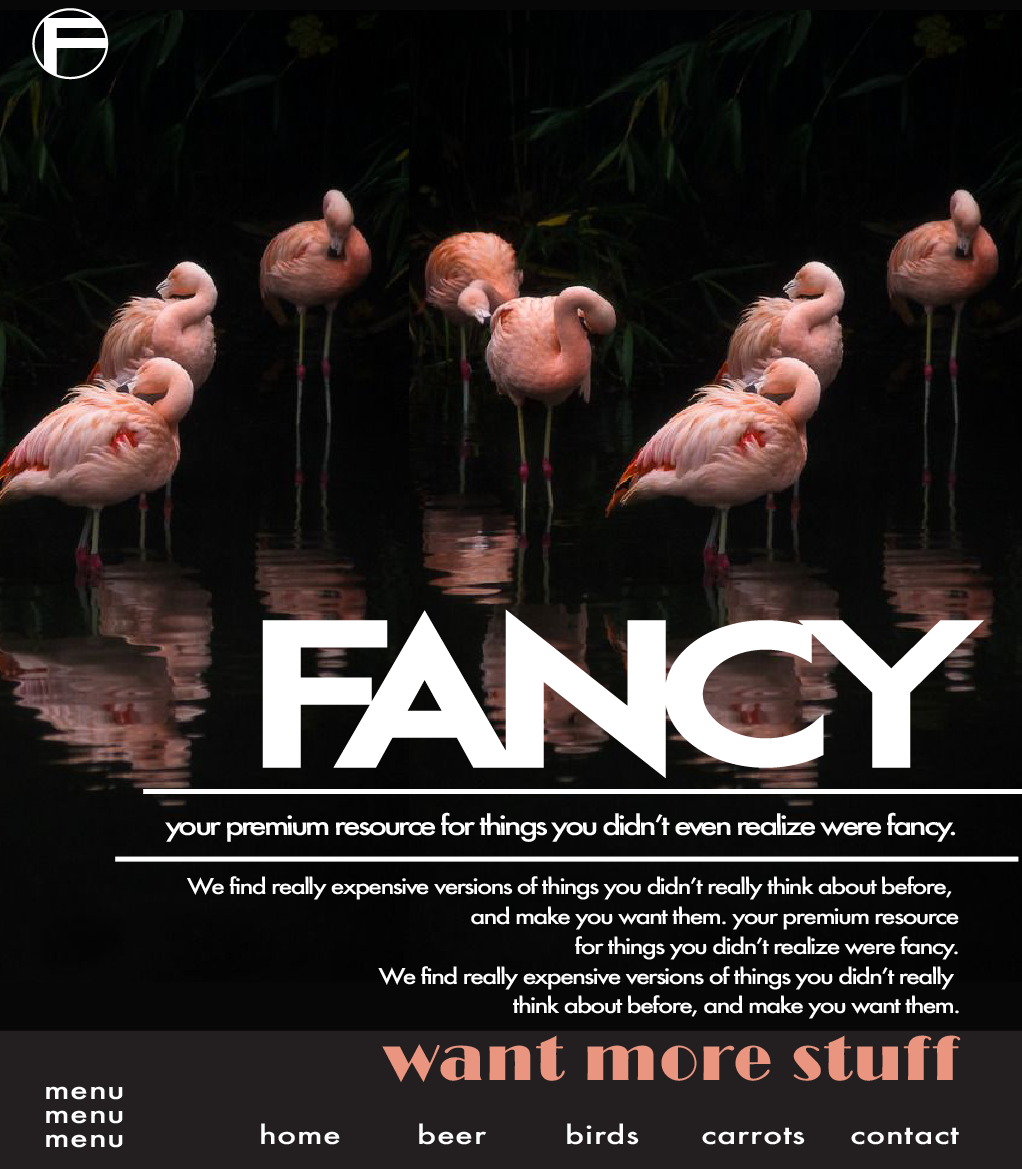 F
FANCY
your premium resource for things you didn't even realize were fancy.
We find really expensive versions of things you didn't really think about before,
and make you want them. your premium resource
for things you didn't realize were fancy.
We find really expensive versions of things you didn't really
think about before, and make you want them.
want more stuff
menu
menu
menu
home beer birds carrots contact